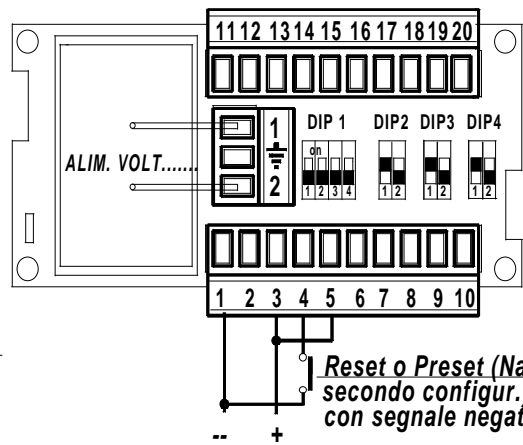 11 12 13 14 15 16 17 18 19 20
DIP 1 DIP2 DIP3 DIP4
on
1 2 3 4 1 2 1 2 1 2
1
2
ALIM. VOLT.......
1 2 3 4 5 6 7 8 9 10
Reset o Preset (Na
secondo configur.
con segnale negat
-- +